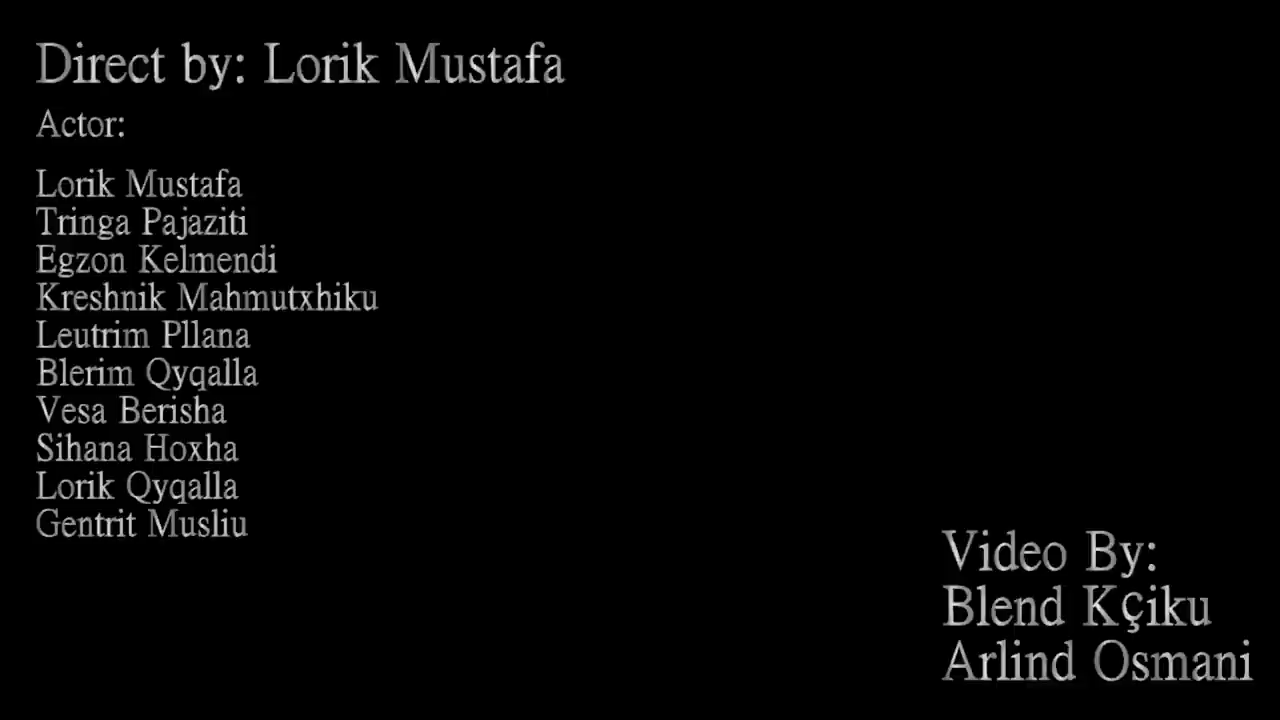 Direct by: Lorik Mustafa
Actor:
Lorik Mustafa
Tringa Pajaziti
Egzon Kelmendi
Kreshnik Mahmutxhiku
Leutrim Pllana
Blerim Qyqalla
Vesa Berisha
Sihana Hoxha
Lorik Qyqalla
Gentrit Musliu
Video By:
Blend Kçiku
Arlind Osmani